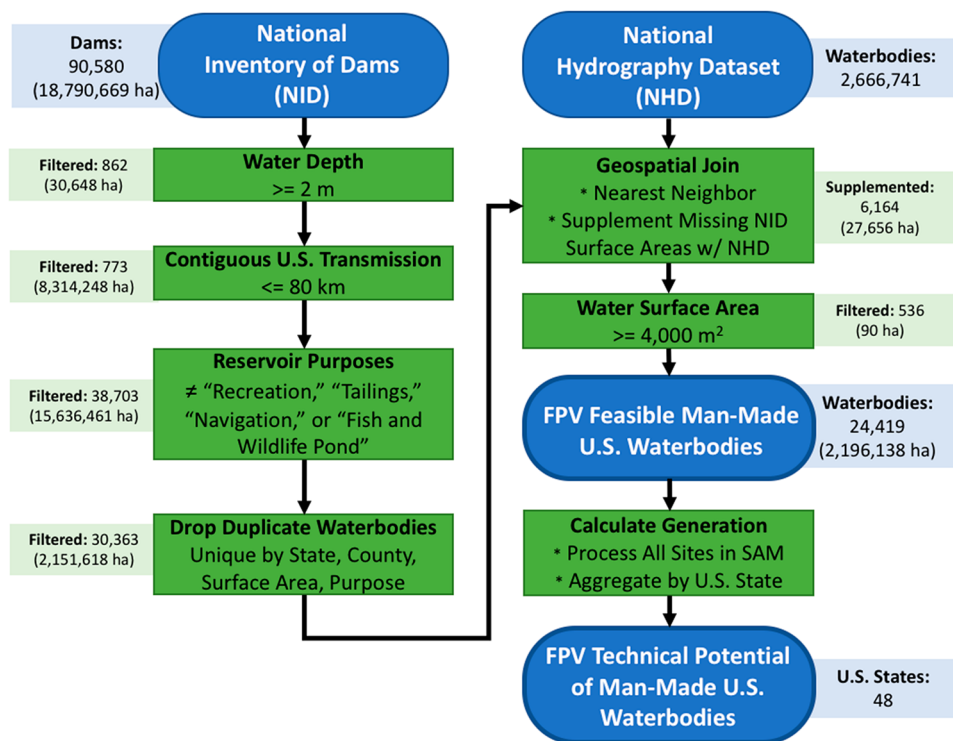 Dams:
90,580
(18,790,669 ha)
National
Inventory of Dams
(NID)
Filtered: 862
(30,648 ha)
Water Depth
>= 2 m
Filtered: 773
(8,314,248 ha)
Contiguous U.S. Transmission
<= 80 km
Filtered: 38,703
(15,636,461 ha)
Reservoir Purposes
≠ “Recreation,” “Tailings,”
“Navigation,” or “Fish and
Wildlife Pond”
Filtered: 30,363
(2,151,618 ha)
Drop Duplicate Waterbodies
Unique by State, County,
Surface Area, Purpose
National
Hydrography Dataset
(NHD)
Waterbodies:
2,666,741
Geospatial Join
* Nearest Neighbor
* Supplement Missing NID
Surface Areas w/ NHD
Supplemented:
6,164
(27,656 ha)
Water Surface Area
>= 4,000 m²
Filtered: 536
(90 ha)
FPV Feasible Man-Made
U.S. Waterbodies
Waterbodies:
24,419
(2,196,138 ha)
Calculate Generation
* Process All Sites in SAM
* Aggregate by U.S. State
FPV Technical Potential
of Man-Made U.S.
Waterbodies
U.S. States:
48